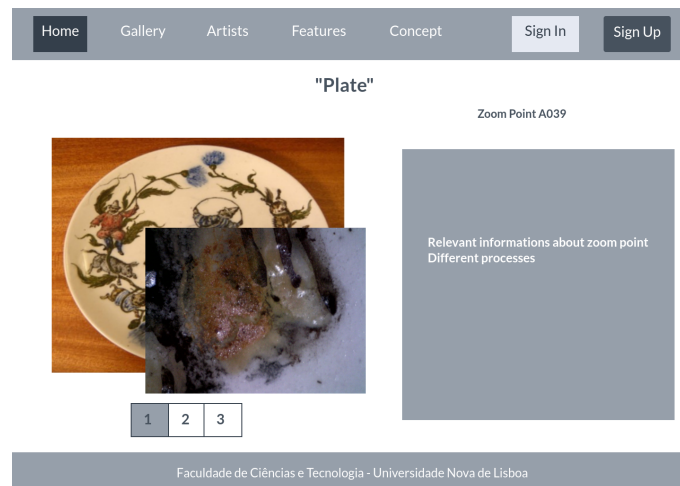 Home Gallery Artists Features Concept Sign In Sign Up
"Plate"
Zoom Point A039
Relevant informations about zoom point
Different processes
1 2 3
Faculdade de Ciências e Tecnologia - Universidade Nova de Lisboa